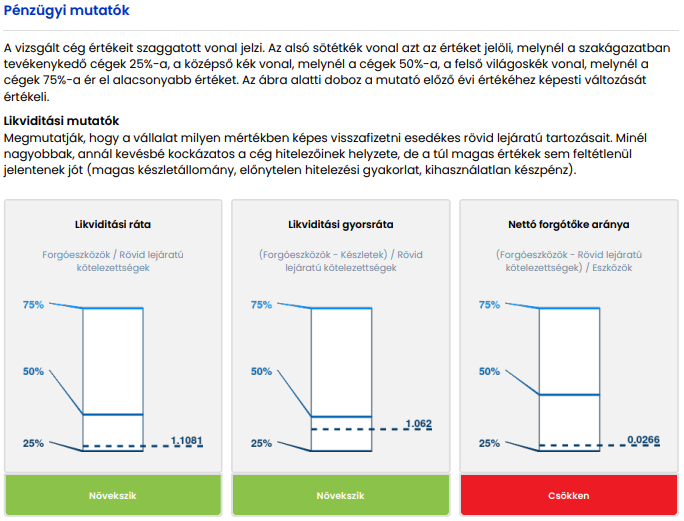 Pénzügyi mutatók
A vizsgált cég értékeit szaggatott vonal jelzi. Az alsó sötétkék vonal azt az értéket jelöli, melynél a szakágazatban
tevékenykedő cégek 25%-a, a középső kék vonal, melynél a cégek 50%-a, a felső világoskék vonal, melynél a
cégek 75%-a ér el alacsonyabb értéket. Az ábra alatti doboz a mutató előző évi értékéhez képesti változását
értékeli.
Likviditási mutatók
Megmutatják, hogy a vállalat milyen mértékben képes visszafizetni esedékes rövid lejáratú tartozásait. Minél
nagyobbak, annál kevésbé kockázatos a cég hitelezőinek helyzete, de a túl magas értékek sem feltétlenül
jelentenek jót (magas készletállomány, előnytelen hitelezési gyakorlat, kihasználatlan készpénz).
Likviditási ráta
Forgóeszközök / Rövid lejáratú
kötelezettségek
75%
50%
25%
1.1081
Növekszik
Likviditási gyorsráta
(Forgóeszközök - Készletek) / Rövid
lejáratú kötelezettségek
75%
50%
25%
1.062
Növekszik
Nettó forgótőke aránya
(Forgóeszközök - Rövid lejáratú
kötelezettségek) / Eszközök
75%
50%
25%
0.0266
Csökken